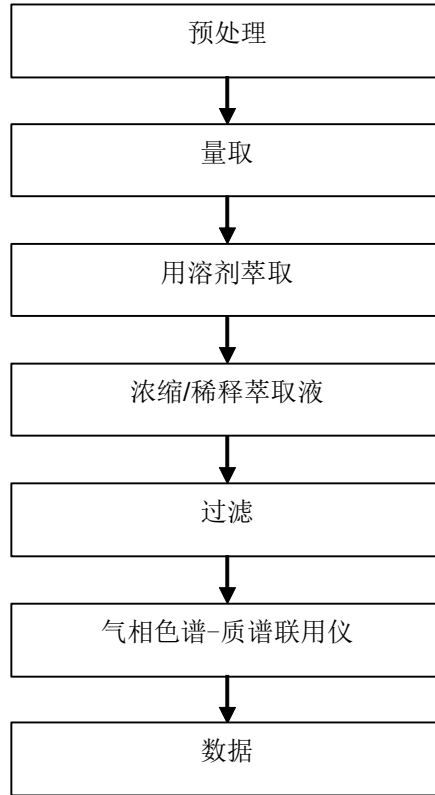 预处理
量取
用溶剂萃取
浓缩/稀释萃取液
过滤
气相色谱-质谱联用仪
数据